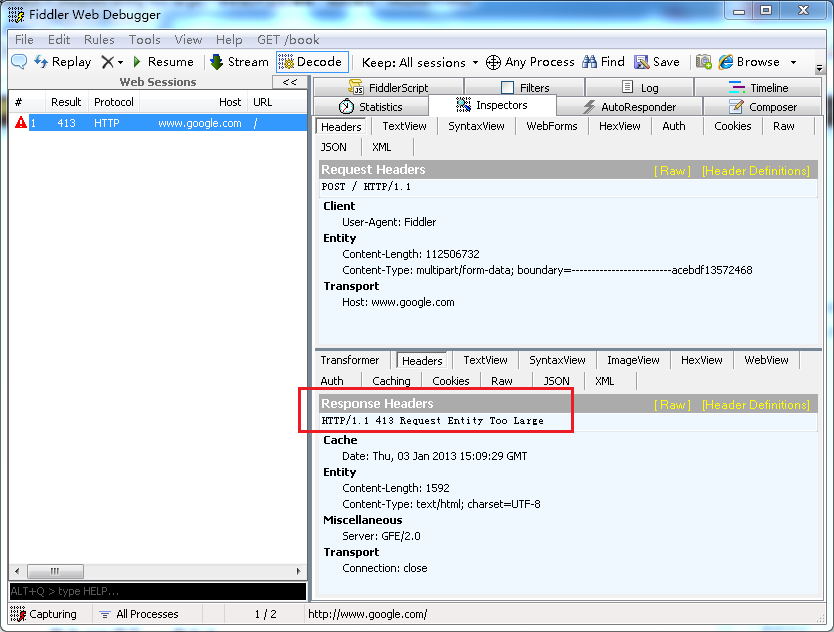 Fiddler Web Debugger
File Edit Rules Tools View Help GET /book
Replay Resume Stream Decode Keep: All sessions Any Process Find Save Browse
Web Sessions <<
# Result Protocol Host URL
1 413 HTTP www.google.com /
FiddlerScript Filters Log Timeline
Statistics Inspectors AutoResponder Composer
Headers TextView SyntaxView WebForms HexView Auth Cookies Raw
JSON XML
Request Headers [ Raw ] [Header Definitions]
POST / HTTP/1.1
Client
User-Agent: Fiddler
Entity
Content-Length: 112506732
Content-Type: multipart/form-data; boundary=-------------------------acebdf13572468
Transport
Host: www.google.com
Transformer Headers TextView SyntaxView ImageView HexView WebView
Auth Caching Cookies Raw JSON XML
Response Headers [ Raw ] [Header Definitions]
HTTP/1.1 413 Request Entity Too Large
Cache
Date: Thu, 03 Jan 2013 15:09:29 GMT
Entity
Content-Length: 1592
Content-Type: text/html; charset=UTF-8
Miscellaneous
Server: GFE/2.0
Transport
Connection: close
ALT+Q > type HELP...
Capturing All Processes 1 / 2 http://www.google.com/